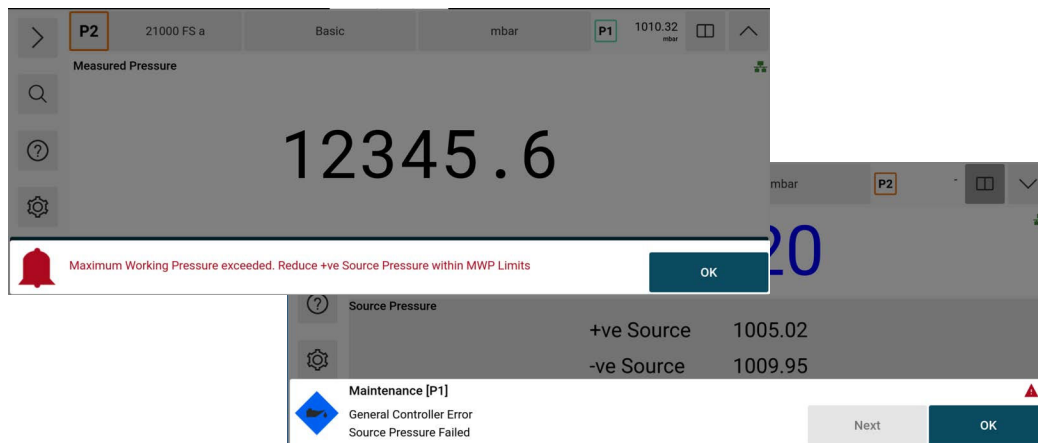 P2 21000 FS a Basic mbar P1 1010.32 mbar
Measured Pressure
12345.6
Maximum Working Pressure exceeded. Reduce +ve Source Pressure within MWP Limits OK
mbar P2 -
20
Source Pressure
+ve Source 1005.02
-ve Source 1009.95
Maintenance [P1]
General Controller Error
Source Pressure Failed
Next OK